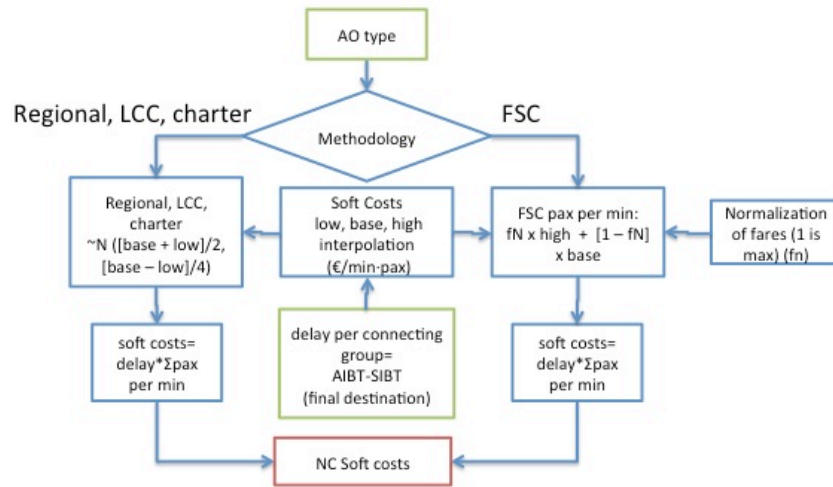 AO type
Regional, LCC, charter
FSC
Methodology
Regional, LCC,
charter
~N ([base + low]/2,
[base – low]/4)
Soft Costs
low, base, high
interpolation
(€/min·pax)
FSC pax per min:
fN x high + [1 – fN]
x base
Normalization
of fares (1 is
max) (fn)
soft costs=
delay*Σpax
per min
delay per connecting
group=
AIBT-SIBT
(final destination)
soft costs=
delay*Σpax
per min
NC Soft costs